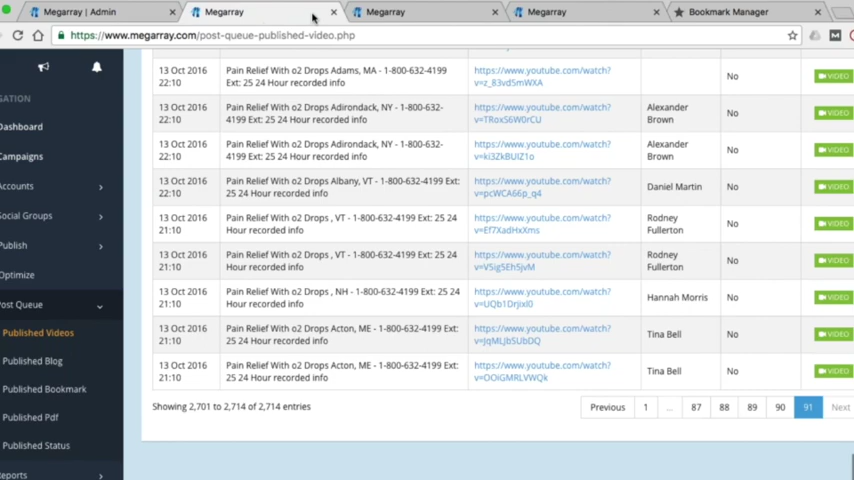 Megarray | Admin
Megarray
Megarray
Megarray
Bookmark Manager
https://www.megarray.com/post-queue-published-video.php
GATION
Dashboard
Campaigns
Accounts
Social Groups
Publish
Optimize
Post Queue
Published Videos
Published Blog
Published Bookmark
Published Pdf
Published Status
Reports
13 Oct 2016 Pain Relief With o2 Drops Adams, MA - 1-800-632-4199 https://www.youtube.com/watch? No VIDEO
22:10 Ext: 25 24 Hour recorded info v=z_83vd5mWXA
13 Oct 2016 Pain Relief With o2 Drops Adirondack, NY - 1-800-632- https://www.youtube.com/watch? Alexander No VIDEO
22:10 4199 Ext: 25 24 Hour recorded info v=TRoxS6W0rCU Brown
13 Oct 2016 Pain Relief With o2 Drops Adirondack, NY - 1-800-632- https://www.youtube.com/watch? Alexander No VIDEO
22:10 4199 Ext: 25 24 Hour recorded info v=ki3ZkBUIZ1o Brown
13 Oct 2016 Pain Relief With o2 Drops Albany, VT - 1-800-632-4199 Ext: https://www.youtube.com/watch? Daniel Martin No VIDEO
22:10 25 24 Hour recorded info v=pcWCA66p_q4
13 Oct 2016 Pain Relief With o2 Drops , VT - 1-800-632-4199 Ext: 25 24 https://www.youtube.com/watch? Rodney No VIDEO
21:10 Hour recorded info v=Ef7XadHxXms Fullerton
13 Oct 2016 Pain Relief With o2 Drops , VT - 1-800-632-4199 Ext: 25 24 https://www.youtube.com/watch? Rodney No VIDEO
21:10 Hour recorded info v=V5ig5Eh5jvM Fullerton
13 Oct 2016 Pain Relief With o2 Drops , NH - 1-800-632-4199 Ext: 25 24 https://www.youtube.com/watch? Hannah Morris No VIDEO
21:10 Hour recorded info v=UQb1Drjixl0
13 Oct 2016 Pain Relief With o2 Drops Acton, ME - 1-800-632-4199 Ext: https://www.youtube.com/watch? Tina Bell No VIDEO
21:10 25 24 Hour recorded info v=JqMLJbSUbDQ
13 Oct 2016 Pain Relief With o2 Drops Acton, ME - 1-800-632-4199 Ext: https://www.youtube.com/watch? Tina Bell No VIDEO
21:10 25 24 Hour recorded info v=OOiGMRLVWQk
Showing 2,701 to 2,714 of 2,714 entries Previous 1 ... 87 88 89 90 91 Next